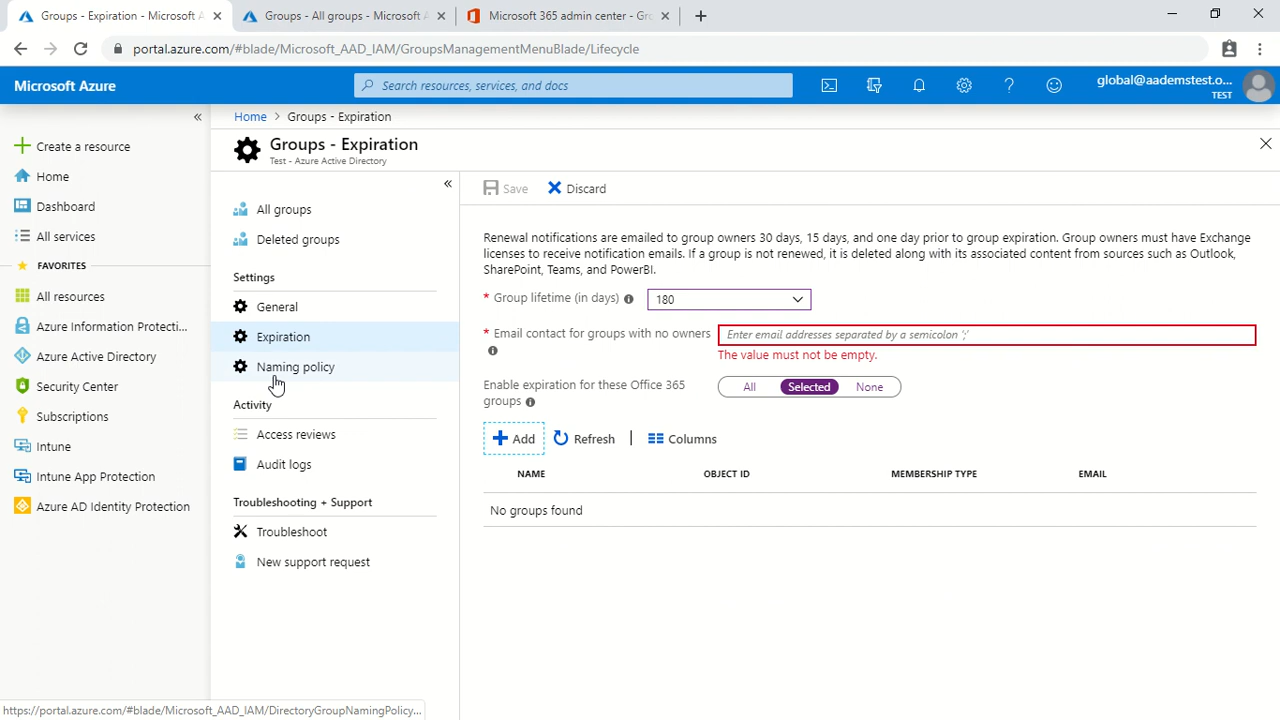 Groups - Expiration - Microsoft A
Groups - All groups - Microsoft A
Microsoft 365 admin center - Gro
portal.azure.com/#blade/Microsoft_AAD_IAM/GroupsManagementMenuBlade/Lifecycle
Microsoft Azure
Search resources, services, and docs
global@aademstest.o...
TEST
Create a resource
Home
Dashboard
All services
FAVORITES
All resources
Azure Information Protecti...
Azure Active Directory
Security Center
Subscriptions
Intune
Intune App Protection
Azure AD Identity Protection
Home > Groups - Expiration
Groups - Expiration
Test - Azure Active Directory
All groups
Deleted groups
Settings
General
Expiration
Naming policy
Activity
Access reviews
Audit logs
Troubleshooting + Support
Troubleshoot
New support request
Save Discard
Renewal notifications are emailed to group owners 30 days, 15 days, and one day prior to group expiration. Group owners must have Exchange
licenses to receive notification emails. If a group is not renewed, it is deleted along with its associated content from sources such as Outlook,
SharePoint, Teams, and PowerBI.
* Group lifetime (in days) 180
* Email contact for groups with no owners Enter email addresses separated by a semicolon ';'
The value must not be empty.
Enable expiration for these Office 365
groups
All Selected None
Add Refresh | Columns
NAME OBJECT ID MEMBERSHIP TYPE EMAIL
No groups found
https://portal.azure.com/#blade/Microsoft_AAD_IAM/DirectoryGroupNamingPolicy...